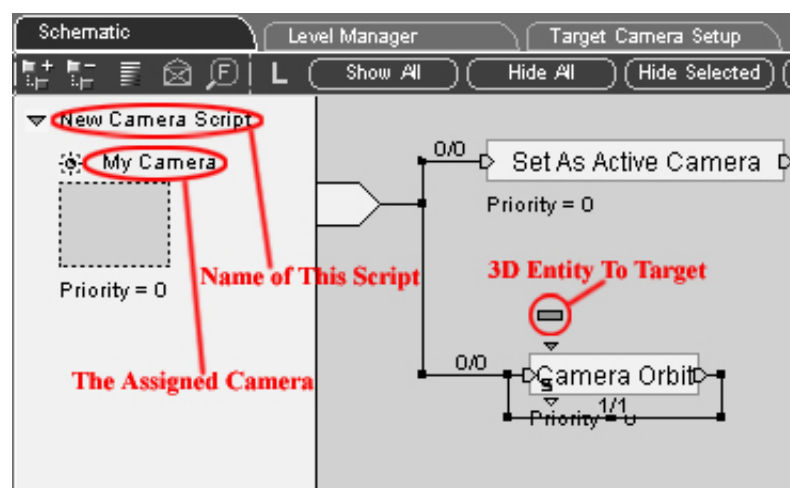 Schematic
Level Manager
Target Camera Setup
L
Show All
Hide All
Hide Selected
New Camera Script
My Camera
Priority = 0
Name of This Script
The Assigned Camera
0/0
Set As Active Camera
Priority = 0
3D Entity To Target
0/0
Camera Orbit
S
1/1
Priority = 0